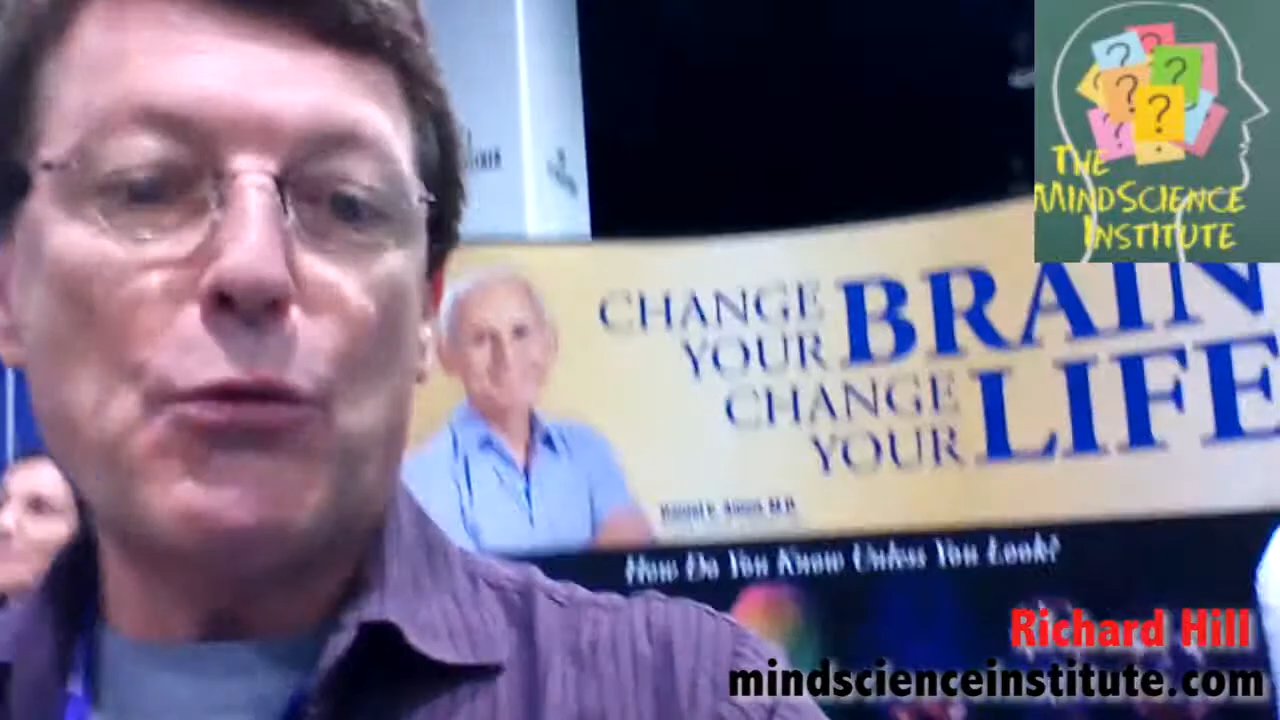 THE
MINDSCIENCE
INSTITUTE
CHANGE
YOUR BRAIN
CHANGE
YOUR LIFE
How Do You Know Unless You Look?
Richard Hill
mindscienceinstitute.com